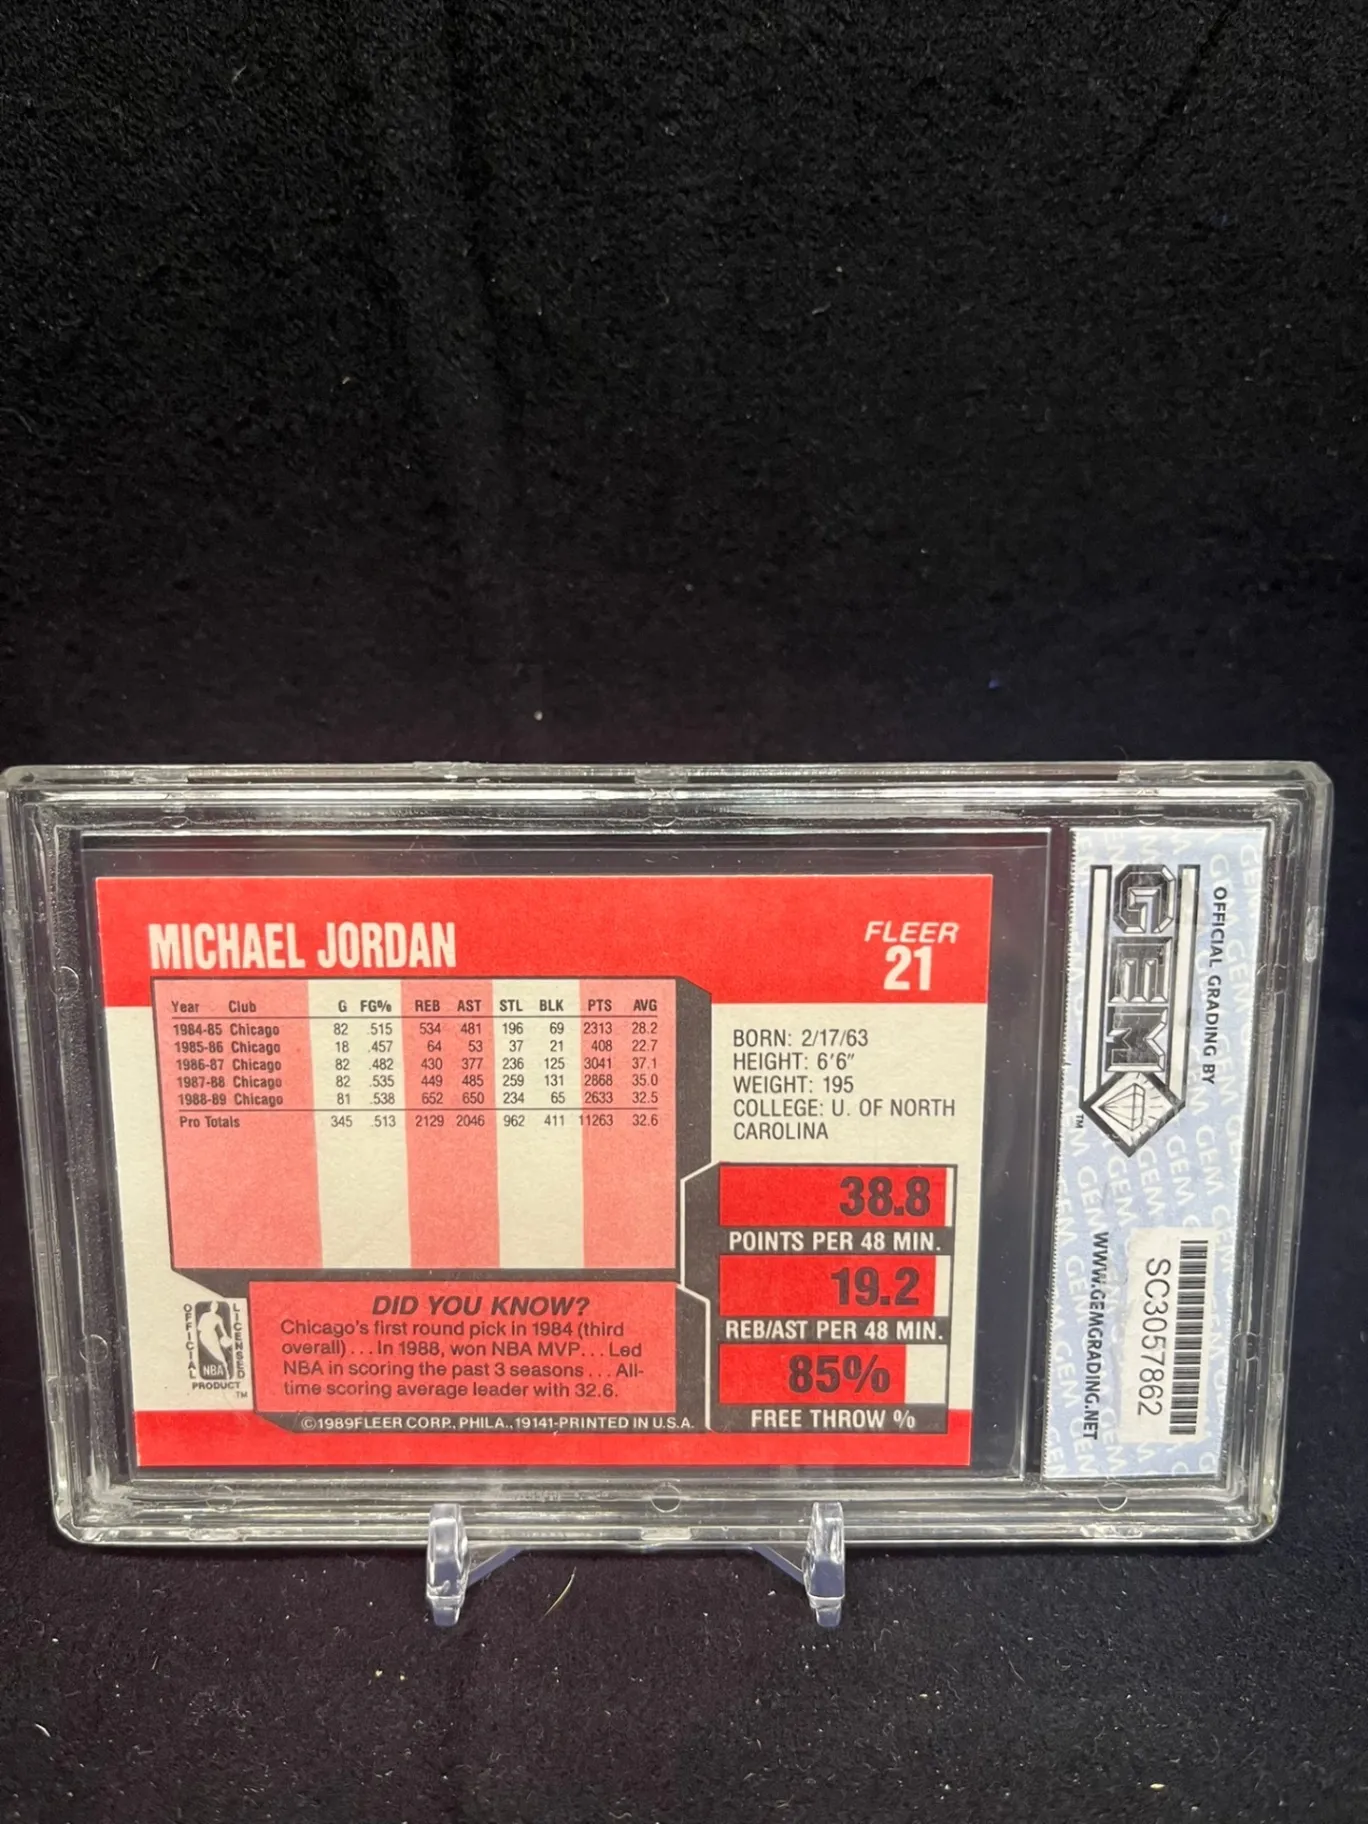 MICHAEL JORDAN
FLEER
21
Year Club G FG% REB AST STL BLK PTS AVG
1984-85 Chicago 82 .515 534 481 196 69 2313 28.2
1985-86 Chicago 18 .457 64 53 37 21 408 22.7
1986-87 Chicago 82 .482 430 377 236 125 3041 37.1
1987-88 Chicago 82 .535 449 485 259 131 2868 35.0
1988-89 Chicago 81 .538 652 650 234 65 2633 32.5
Pro Totals 345 .513 2129 2046 962 411 11263 32.6
BORN: 2/17/63
HEIGHT: 6'6"
WEIGHT: 195
COLLEGE: U. OF NORTH
CAROLINA
38.8
POINTS PER 48 MIN.
19.2
REB/AST PER 48 MIN.
85%
FREE THROW %
OFFICIAL
LICENSED
NBA
PRODUCT
TM
DID YOU KNOW?
Chicago's first round pick in 1984 (third
overall) . . . In 1988, won NBA MVP. . . Led
NBA in scoring the past 3 seasons . . . All-
time scoring average leader with 32.6.
©1989FLEER CORP., PHILA., 19141-PRINTED IN U.S.A.
OFFICIAL GRADING BY
GEM
TM
WWW.GEMGRADING.NET
SC3057862